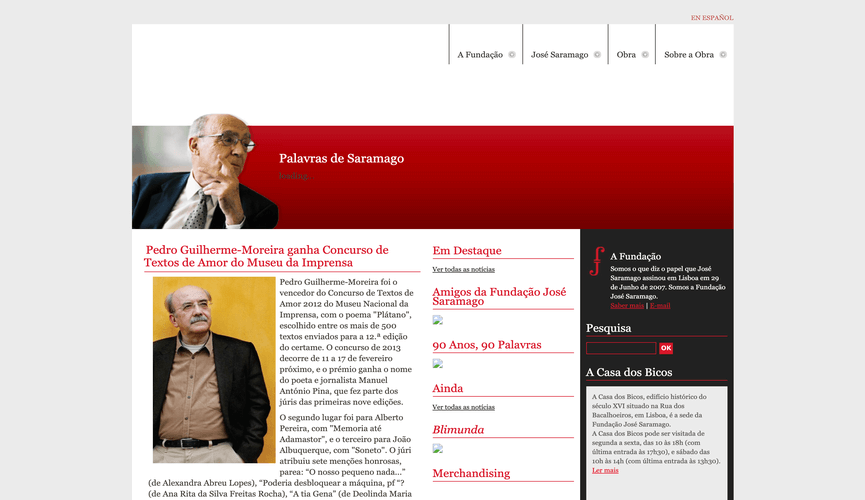 EN ESPAÑOL
A Fundação
José Saramago
Obra
Sobre a Obra
Palavras de Saramago
loading...
Pedro Guilherme-Moreira ganha Concurso de
Textos de Amor do Museu da Imprensa
Pedro Guilherme-Moreira foi o
vencedor do Concurso de Textos de
Amor 2012 do Museu Nacional da
Imprensa, com o poema "Plátano",
escolhido entre os mais de 500
textos enviados para a 12.ª edição
do certame. O concurso de 2013
decorre de 11 a 17 de fevereiro
próximo, e o prémio ganha o nome
do poeta e jornalista Manuel
António Pina, que fez parte dos
júris das primeiras nove edições.
O segundo lugar foi para Alberto
Pereira, com "Memoria até
Adamastor", e o terceiro para João
Albuquerque, com "Soneto". O júri
atribuiu sete menções honrosas,
parea: “O nosso pequeno nada…”
(de Alexandra Abreu Lopes), “Poderia desbloquear a máquina, pf “?
(de Ana Rita da Silva Freitas Rocha), “A tia Gena” (de Deolinda Maria
Em Destaque
Ver todas as notícias
Amigos da Fundação José
Saramago
90 Anos, 90 Palavras
Ainda
Ver todas as notícias
Blimunda
Merchandising
A Fundação
Somos o que diz o papel que José
Saramago assinou em Lisboa em 29
de Junho de 2007. Somos a Fundação
José Saramago.
Saber mais | E-mail
Pesquisa
OK
A Casa dos Bicos
A Casa dos Bicos, edifício histórico do
século XVI situado na Rua dos
Bacalhoeiros, em Lisboa, é a sede da
Fundação José Saramago.
A Casa dos Bicos pode ser visitada de
segunda a sexta, das 10 às 18h (com
última entrada às 17h30), e sábado das
10h às 14h (com última entrada às 13h30).
Ler mais